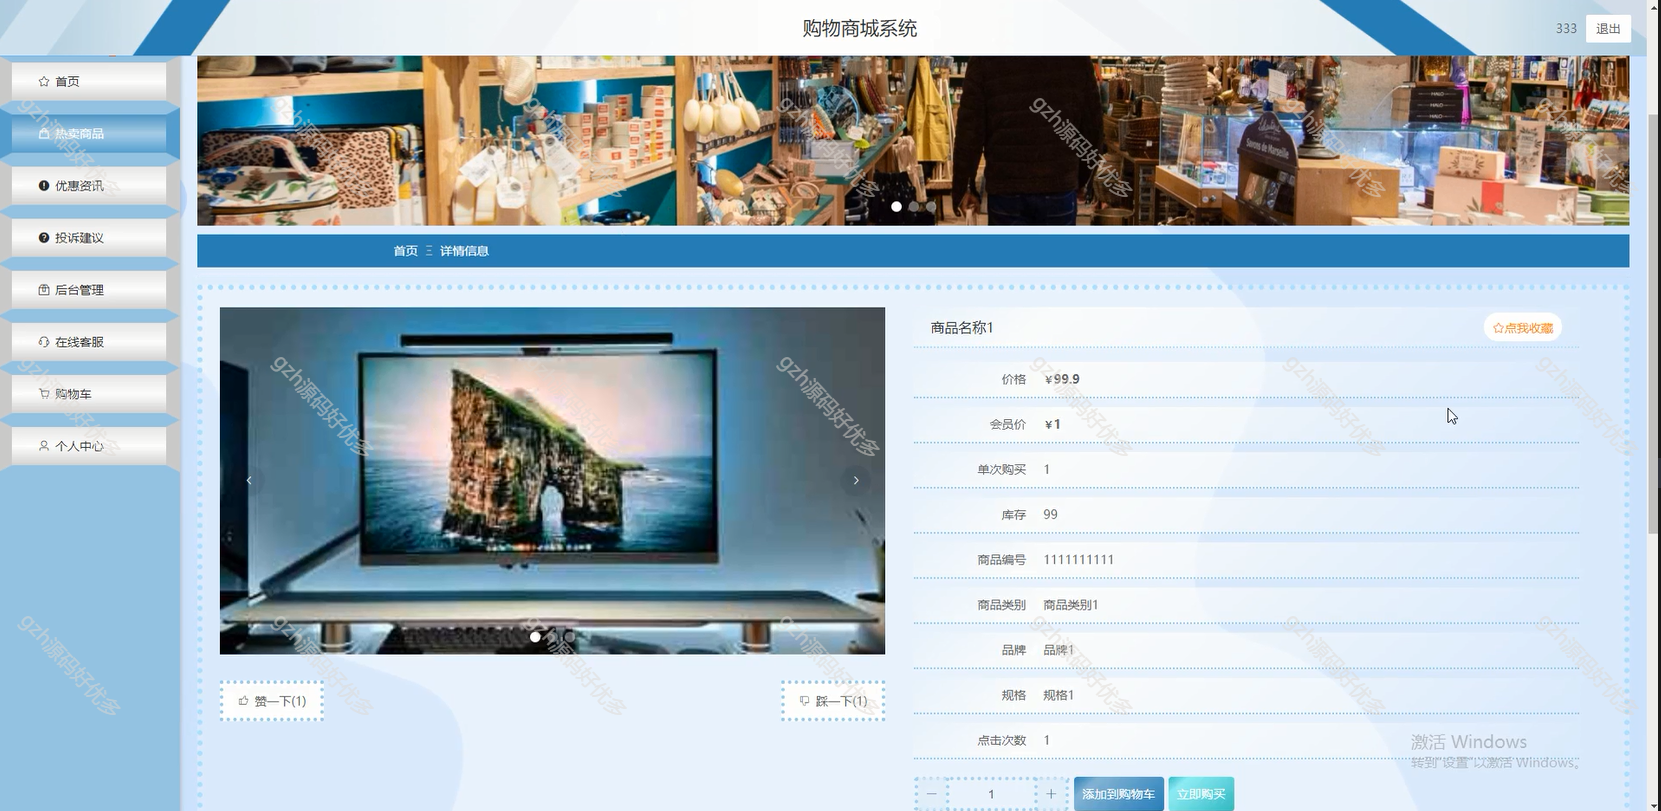 购物商城系统
333 退出
首页
热卖商品
优惠资讯
投诉建议
后台管理
在线客服
购物车
个人中心
首页 详情信息
商品名称1
点我收藏
价格 ¥99.9
会员价 ¥1
单次购买 1
库存 99
商品编号 1111111111
商品类别 商品类别1
品牌 品牌1
规格 规格1
点击次数 1
赞一下(1)
踩一下(1)
1
添加到购物车
立即购买
激活 Windows
转到"设置"以激活 Windows。
gzh源码好优多